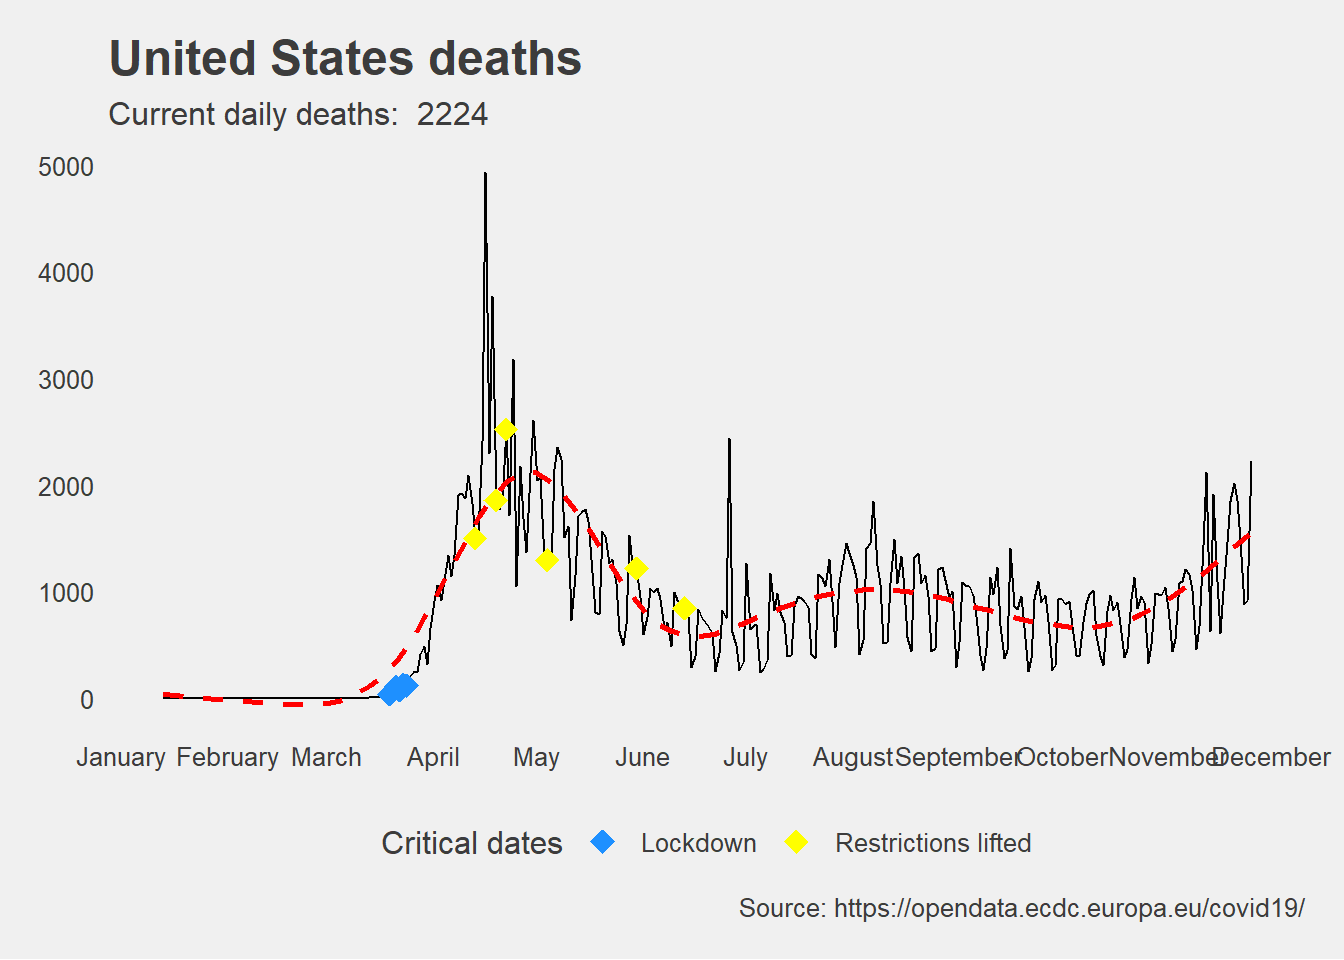 United States deaths
Current daily deaths:  2224
5000
4000
3000
2000
1000
0
January February March April May June July August September October November December
Critical dates Lockdown Restrictions lifted
Source: https://opendata.ecdc.europa.eu/covid19/